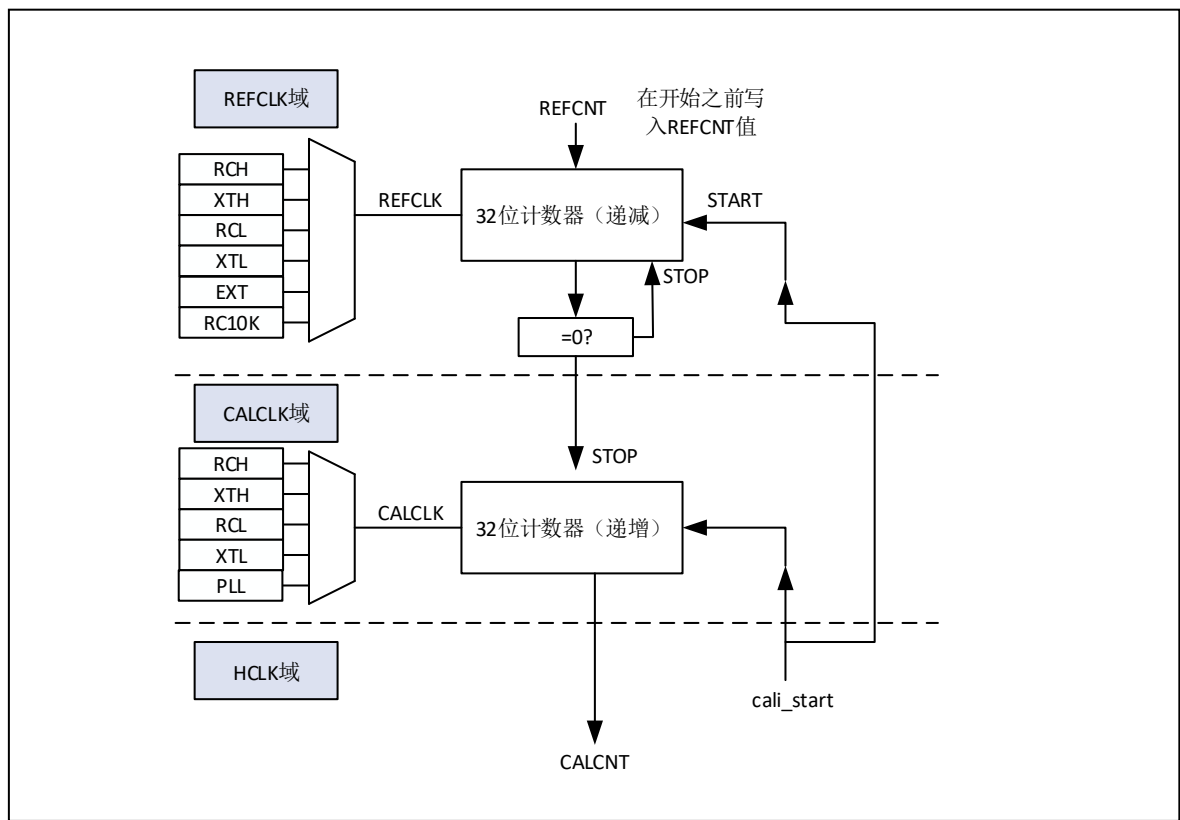 REFCLK域
REFCNT
在开始之前写
入REFCNT值
RCH
XTH
RCL
XTL
EXT
RC10K
REFCLK
32位计数器（递减）
START
STOP
=0?
CALCLK域
STOP
RCH
XTH
RCL
XTL
PLL
CALCLK
32位计数器（递增）
HCLK域
cali_start
CALCNT